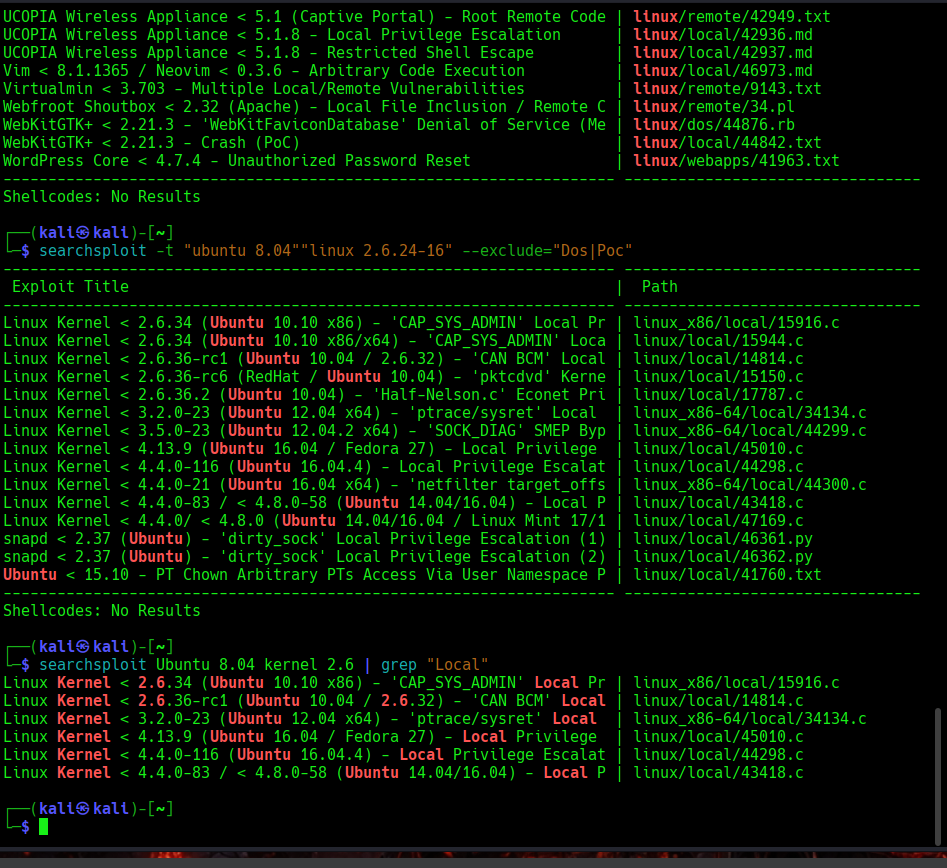 UCOPIA Wireless Appliance < 5.1 (Captive Portal) - Root Remote Code | linux/remote/42949.txt
UCOPIA Wireless Appliance < 5.1.8 - Local Privilege Escalation | linux/local/42936.md
UCOPIA Wireless Appliance < 5.1.8 - Restricted Shell Escape | linux/local/42937.md
Vim < 8.1.1365 / Neovim < 0.3.6 - Arbitrary Code Execution | linux/local/46973.md
Virtualmin < 3.703 - Multiple Local/Remote Vulnerabilities | linux/remote/9143.txt
Webfroot Shoutbox < 2.32 (Apache) - Local File Inclusion / Remote C | linux/remote/34.pl
WebKitGTK+ < 2.21.3 - 'WebKitFaviconDatabase' Denial of Service (Me | linux/dos/44876.rb
WebKitGTK+ < 2.21.3 - Crash (PoC) | linux/local/44842.txt
WordPress Core < 4.7.4 - Unauthorized Password Reset | linux/webapps/41963.txt
-------------------------------------------------------------------- ---------------------------------
Shellcodes: No Results
┌──(kali㉿kali)-[~]
└─$ searchsploit -t "ubuntu 8.04""linux 2.6.24-16" --exclude="Dos|Poc"
-------------------------------------------------------------------- ---------------------------------
Exploit Title | Path
-------------------------------------------------------------------- ---------------------------------
Linux Kernel < 2.6.34 (Ubuntu 10.10 x86) - 'CAP_SYS_ADMIN' Local Pr | linux_x86/local/15916.c
Linux Kernel < 2.6.34 (Ubuntu 10.10 x86/x64) - 'CAP_SYS_ADMIN' Loca | linux/local/15944.c
Linux Kernel < 2.6.36-rc1 (Ubuntu 10.04 / 2.6.32) - 'CAN BCM' Local | linux/local/14814.c
Linux Kernel < 2.6.36-rc6 (RedHat / Ubuntu 10.04) - 'pktcdvd' Kerne | linux/local/15150.c
Linux Kernel < 2.6.36.2 (Ubuntu 10.04) - 'Half-Nelson.c' Econet Pri | linux/local/17787.c
Linux Kernel < 3.2.0-23 (Ubuntu 12.04 x64) - 'ptrace/sysret' Local | linux_x86-64/local/34134.c
Linux Kernel < 3.5.0-23 (Ubuntu 12.04.2 x64) - 'SOCK_DIAG' SMEP Byp | linux_x86-64/local/44299.c
Linux Kernel < 4.13.9 (Ubuntu 16.04 / Fedora 27) - Local Privilege | linux/local/45010.c
Linux Kernel < 4.4.0-116 (Ubuntu 16.04.4) - Local Privilege Escalat | linux/local/44298.c
Linux Kernel < 4.4.0-21 (Ubuntu 16.04 x64) - 'netfilter target_offs | linux_x86-64/local/44300.c
Linux Kernel < 4.4.0-83 / < 4.8.0-58 (Ubuntu 14.04/16.04) - Local P | linux/local/43418.c
Linux Kernel < 4.4.0/ < 4.8.0 (Ubuntu 14.04/16.04 / Linux Mint 17/1 | linux/local/47169.c
snapd < 2.37 (Ubuntu) - 'dirty_sock' Local Privilege Escalation (1) | linux/local/46361.py
snapd < 2.37 (Ubuntu) - 'dirty_sock' Local Privilege Escalation (2) | linux/local/46362.py
Ubuntu < 15.10 - PT Chown Arbitrary PTs Access Via User Namespace P | linux/local/41760.txt
-------------------------------------------------------------------- ---------------------------------
Shellcodes: No Results
┌──(kali㉿kali)-[~]
└─$ searchsploit Ubuntu 8.04 kernel 2.6 | grep "Local"
Linux Kernel < 2.6.34 (Ubuntu 10.10 x86) - 'CAP_SYS_ADMIN' Local Pr | linux_x86/local/15916.c
Linux Kernel < 2.6.36-rc1 (Ubuntu 10.04 / 2.6.32) - 'CAN BCM' Local | linux/local/14814.c
Linux Kernel < 3.2.0-23 (Ubuntu 12.04 x64) - 'ptrace/sysret' Local | linux_x86-64/local/34134.c
Linux Kernel < 4.13.9 (Ubuntu 16.04 / Fedora 27) - Local Privilege | linux/local/45010.c
Linux Kernel < 4.4.0-116 (Ubuntu 16.04.4) - Local Privilege Escalat | linux/local/44298.c
Linux Kernel < 4.4.0-83 / < 4.8.0-58 (Ubuntu 14.04/16.04) - Local P | linux/local/43418.c
┌──(kali㉿kali)-[~]
└─$